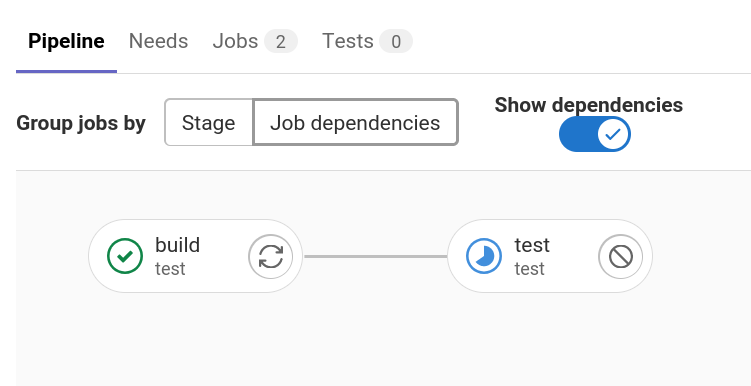 Pipeline Needs Jobs 2 Tests 0
Group jobs by Stage Job dependencies Show dependencies
build test
test test